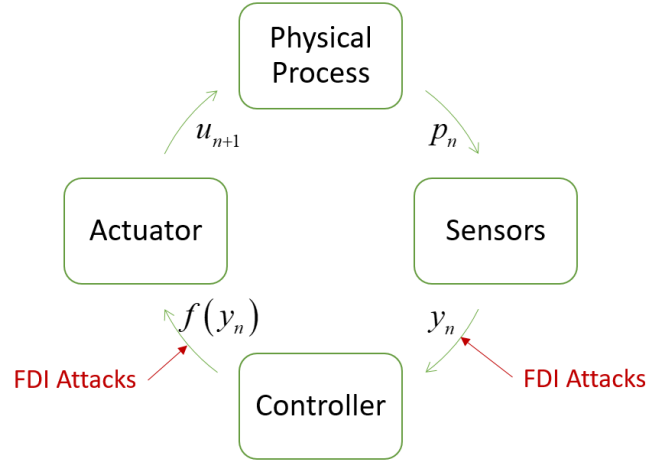 Physical
Process
u_{n+1}
p_n
Actuator
Sensors
f(y_n)
y_n
FDI Attacks
FDI Attacks
Controller